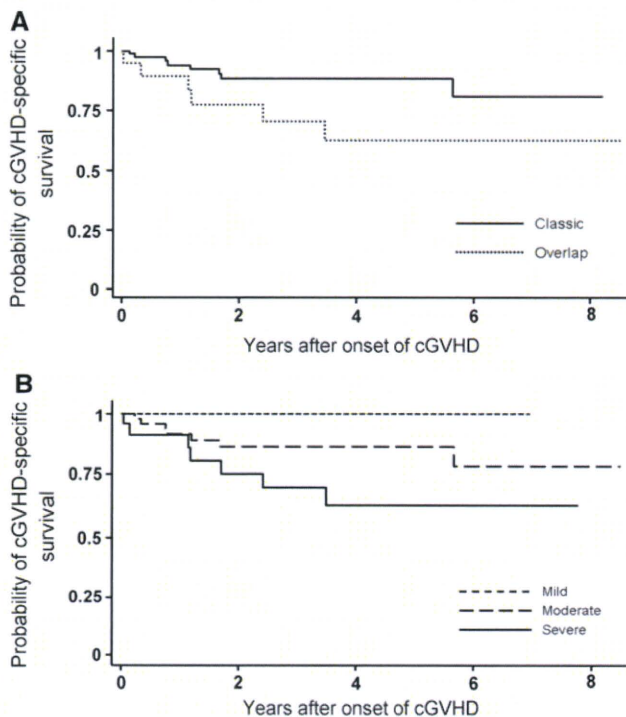 A
Probability of cGVHD-specific
survival
1
0.75
0.5
0.25
0
Classic
Overlap
0 2 4 6 8
Years after onset of cGVHD
B
Probability of cGVHD-specific
survival
1
0.75
0.5
0.25
0
Mild
Moderate
Severe
0 2 4 6 8
Years after onset of cGVHD